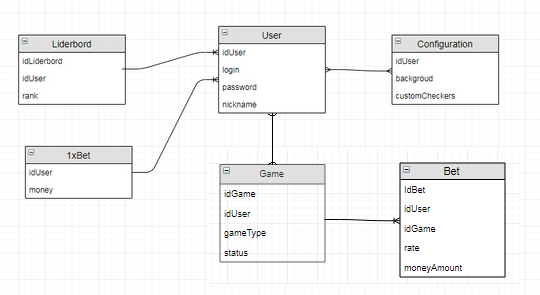 Liderbord
idLiderbord
idUser
rank
User
idUser
login
password
nickname
Configuration
idUser
backgroud
customCheckers
1xBet
idUser
money
Game
idGame
idUser
gameType
status
Bet
IdBet
idUser
idGame
rate
moneyAmount